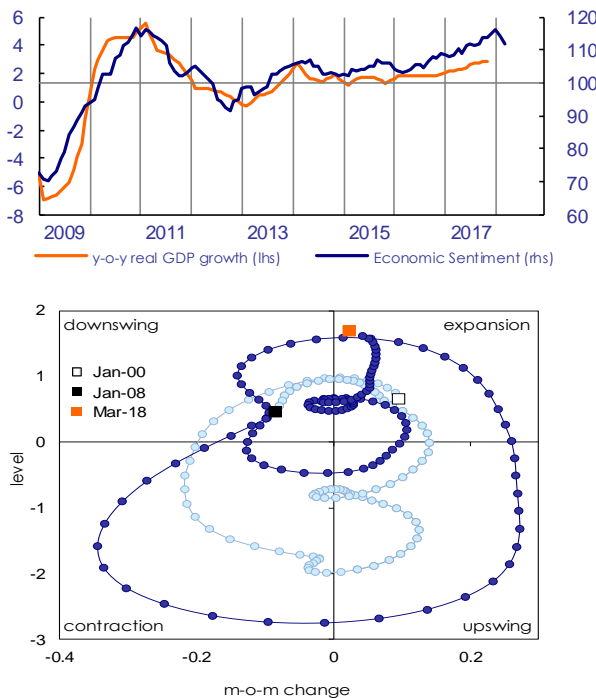 6 120
4 110
2 100
0 90
-2
-4 80
-6 70
-8 60
2009 2011 2013 2015 2017
y-o-y real GDP growth (lhs) Economic Sentiment (rhs)
2
downswing expansion
Jan-00
1
Jan-08
Mar-18
0
level
-1
-2
contraction upswing
-3
-0.4 -0.2 0 0.2
m-o-m change